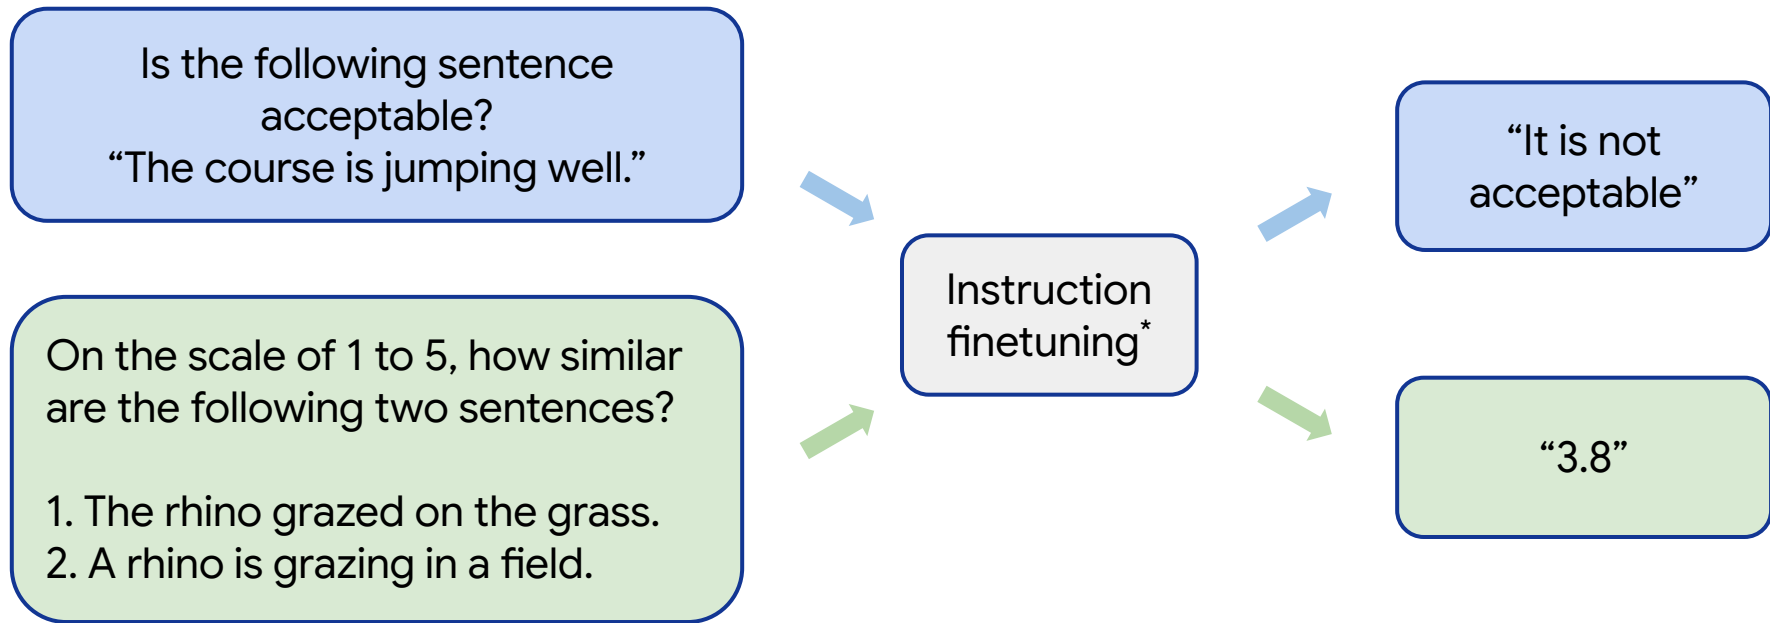 Is the following sentence
acceptable?
“The course is jumping well.”
On the scale of 1 to 5, how similar
are the following two sentences?
1. The rhino grazed on the grass.
2. A rhino is grazing in a field.
Instruction
finetuning*
“It is not
acceptable”
“3.8”